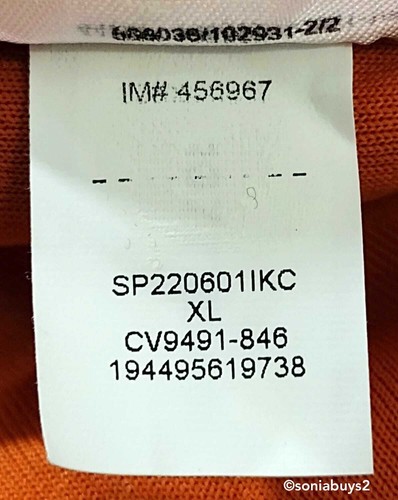 IM# 456967
SP220601IKC
XL
CV9491-846
194495619738
©soniabuys2